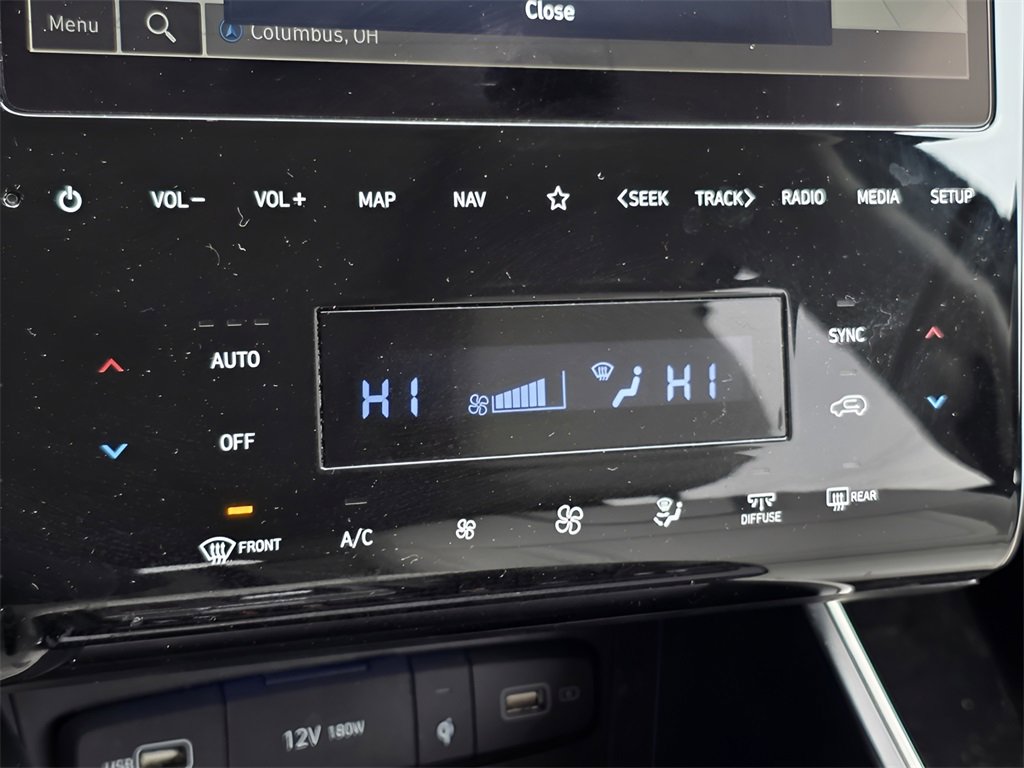 Close
Menu
Columbus, OH
VOL– VOL+ MAP NAV <SEEK TRACK> RADIO MEDIA SETUP
AUTO
SYNC
HI HI
OFF
FRONT A/C DIFFUSE REAR
12V 180W
USB